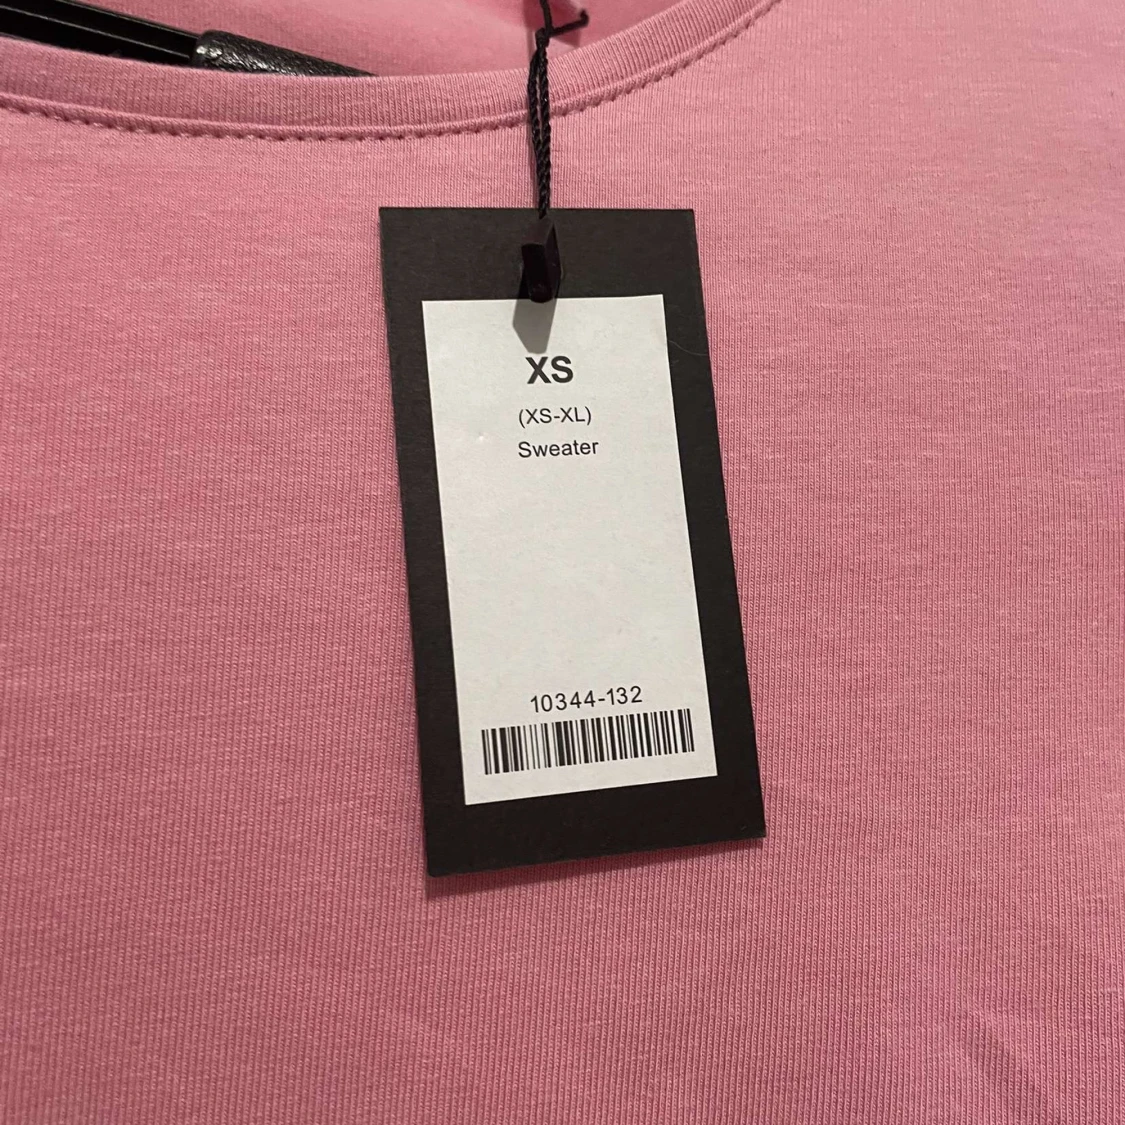 XS
(XS-XL)
Sweater
10344-132